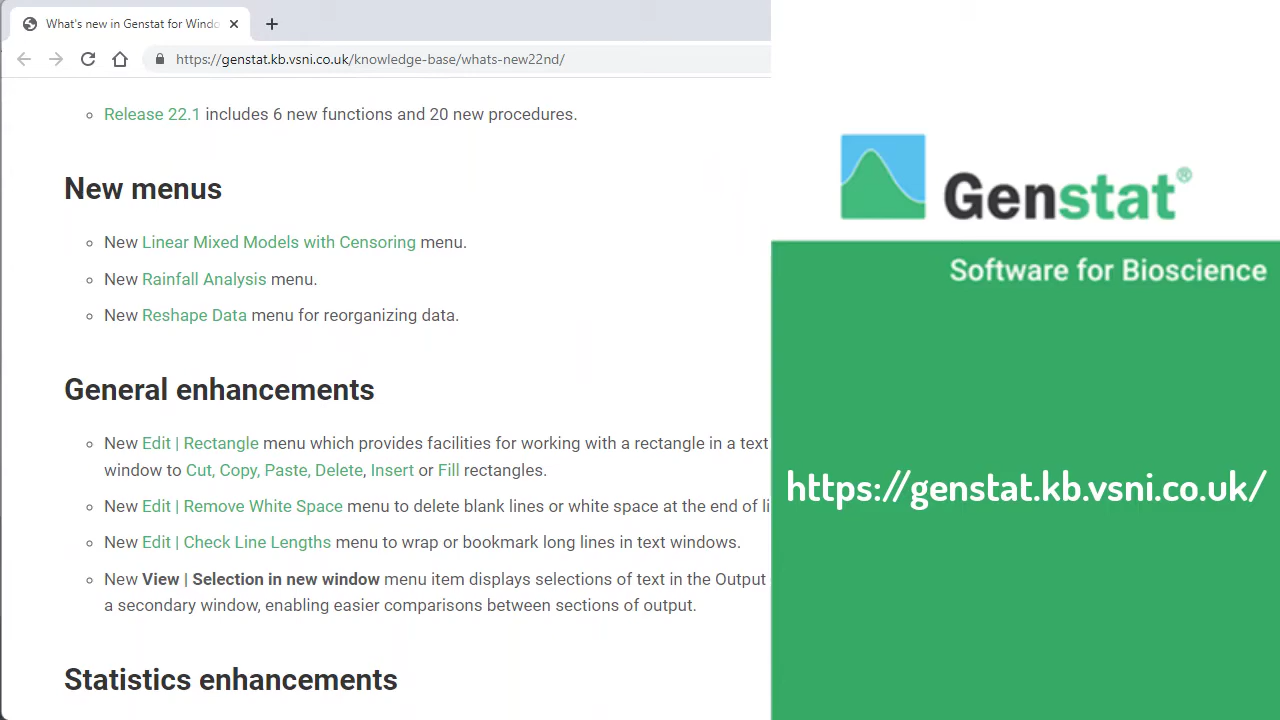 What's new in Genstat for Windo
https://genstat.kb.vsni.co.uk/knowledge-base/whats-new22nd/
Release 22.1 includes 6 new functions and 20 new procedures.
New menus
New Linear Mixed Models with Censoring menu.
New Rainfall Analysis menu.
New Reshape Data menu for reorganizing data.
General enhancements
New Edit | Rectangle menu which provides facilities for working with a rectangle in a text
window to Cut, Copy, Paste, Delete, Insert or Fill rectangles.
New Edit | Remove White Space menu to delete blank lines or white space at the end of li
New Edit | Check Line Lengths menu to wrap or bookmark long lines in text windows.
New View | Selection in new window menu item displays selections of text in the Output
a secondary window, enabling easier comparisons between sections of output.
Statistics enhancements
Genstat®
Software for Bioscience
https://genstat.kb.vsni.co.uk/